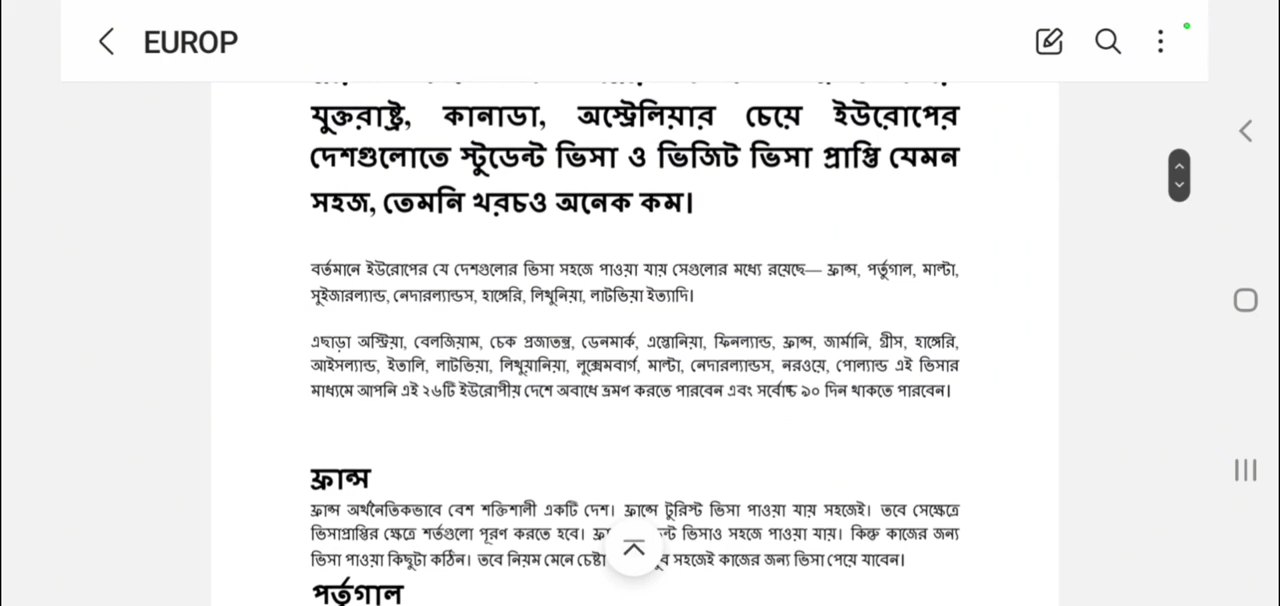 EUROP
যুক্তরাষ্ট্র, কানাডা, অস্ট্রেলিয়ার চেয়ে ইউরোপের
দেশগুলোতে স্টুডেন্ট ভিসা ও ভিজিট ভিসা প্রাপ্তি যেমন
সহজ, তেমনি খরচও অনেক কম।
বর্তমানে ইউরোপের যে দেশগুলোর ভিসা সহজে পাওয়া যায় সেগুলোর মধ্যে রয়েছে— ফ্রান্স, পর্তুগাল, মাল্টা,
সুইজারল্যান্ড, নেদারল্যান্ডস, হাঙ্গেরি, লিথুনিয়া, লাটভিয়া ইত্যাদি।
এছাড়া অস্ট্রিয়া, বেলজিয়াম, চেক প্রজাতন্ত্র, ডেনমার্ক, এস্তোনিয়া, ফিনল্যান্ড, ফ্রান্স, জার্মানি, গ্রীস, হাঙ্গেরি,
আইসল্যান্ড, ইতালি, লাটভিয়া, লিথুয়ানিয়া, লুক্সেমবার্গ, মাল্টা, নেদারল্যান্ডস, নরওয়ে, পোল্যান্ড এই ভিসার
মাধ্যমে আপনি এই ২৬টি ইউরোপীয় দেশে অবাধে ভ্রমণ করতে পারবেন এবং সর্বোচ্চ ৯০ দিন থাকতে পারবেন।
ফ্রান্স
ফ্রান্স অর্থনৈতিকভাবে বেশ শক্তিশালী একটি দেশ। ফ্রান্সে টুরিস্ট ভিসা পাওয়া যায় সহজেই। তবে সেক্ষেত্রে
ভিসাপ্রাপ্তির ক্ষেত্রে শর্তগুলো পূরণ করতে হবে। ভিসাও সহজে পাওয়া যায়। কিন্তু কাজের জন্য
ভিসা পাওয়া কিছুটা কঠিন। তবে নিয়ম মেনে চেষ্টা সহজেই কাজের জন্য ভিসা পেয়ে যাবেন।
পর্তুগাল